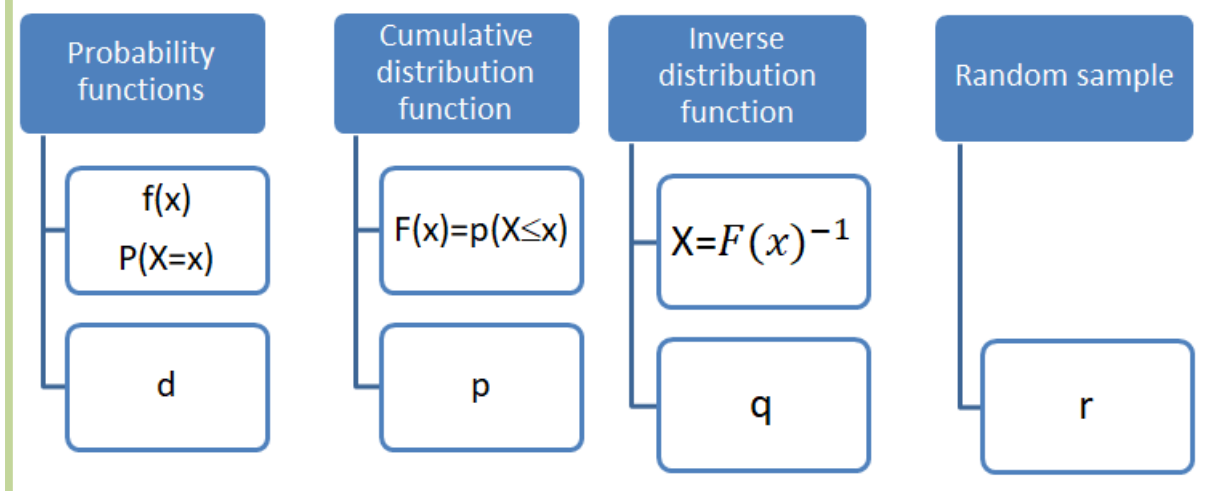 Probability
functions
f(x)
P(X=x)
d
Cumulative
distribution
function
F(x)=p(X≤x)
p
Inverse
distribution
function
X=F(x)⁻¹
q
Random sample
r